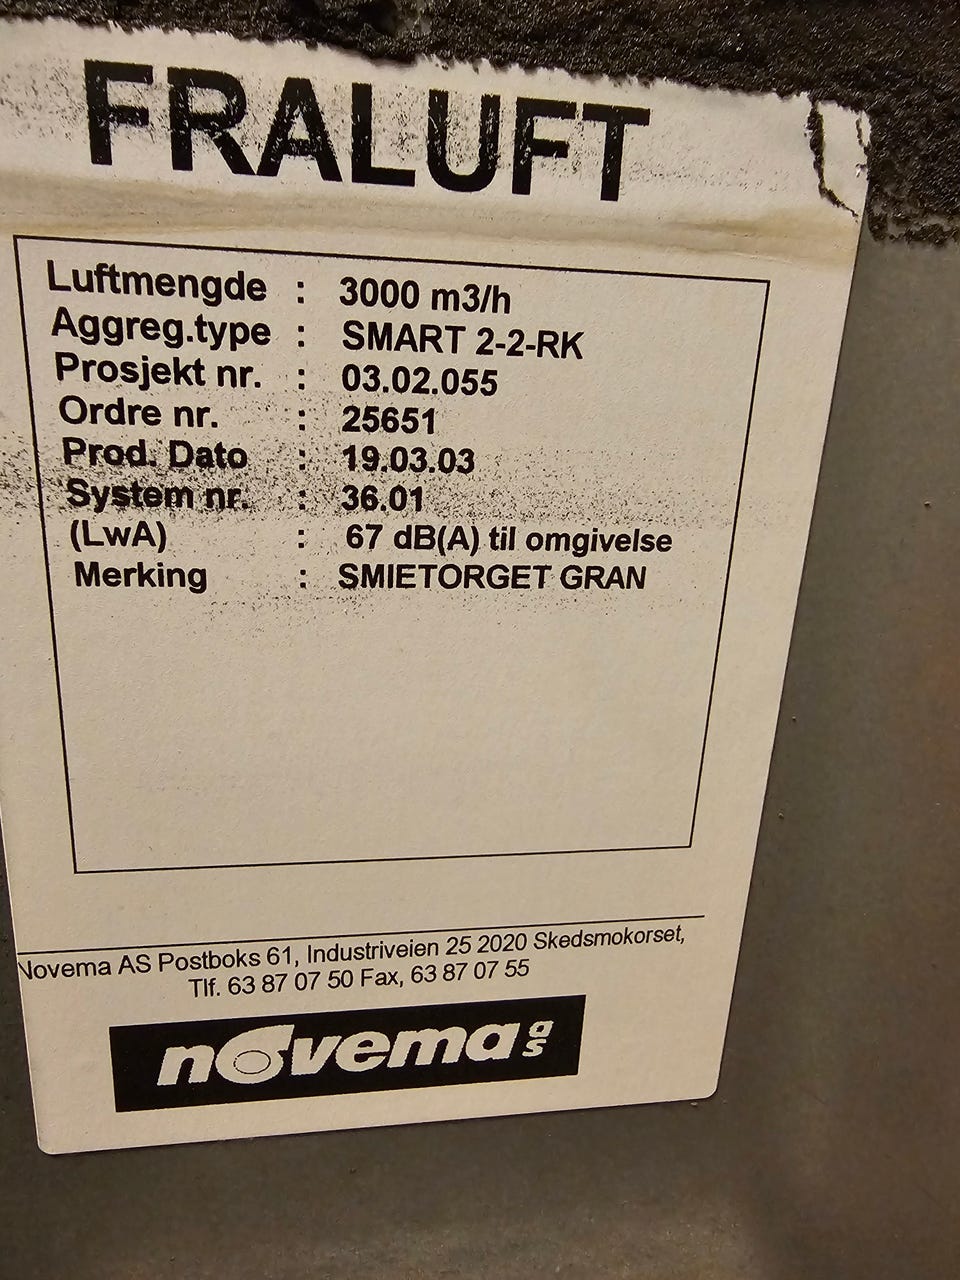 FRALUFT
Luftmengde : 3000 m3/h
Aggreg.type : SMART 2-2-RK
Prosjekt nr. : 03.02.055
Ordre nr. : 25651
Prod. Dato : 19.03.03
System nr. : 36.01
(LwA) : 67 dB(A) til omgivelse
Merking : SMIETORGET GRAN
Novema AS Postboks 61, Industriveien 25 2020 Skedsmokorset,
Tlf. 63 87 07 50 Fax, 63 87 07 55
novema as